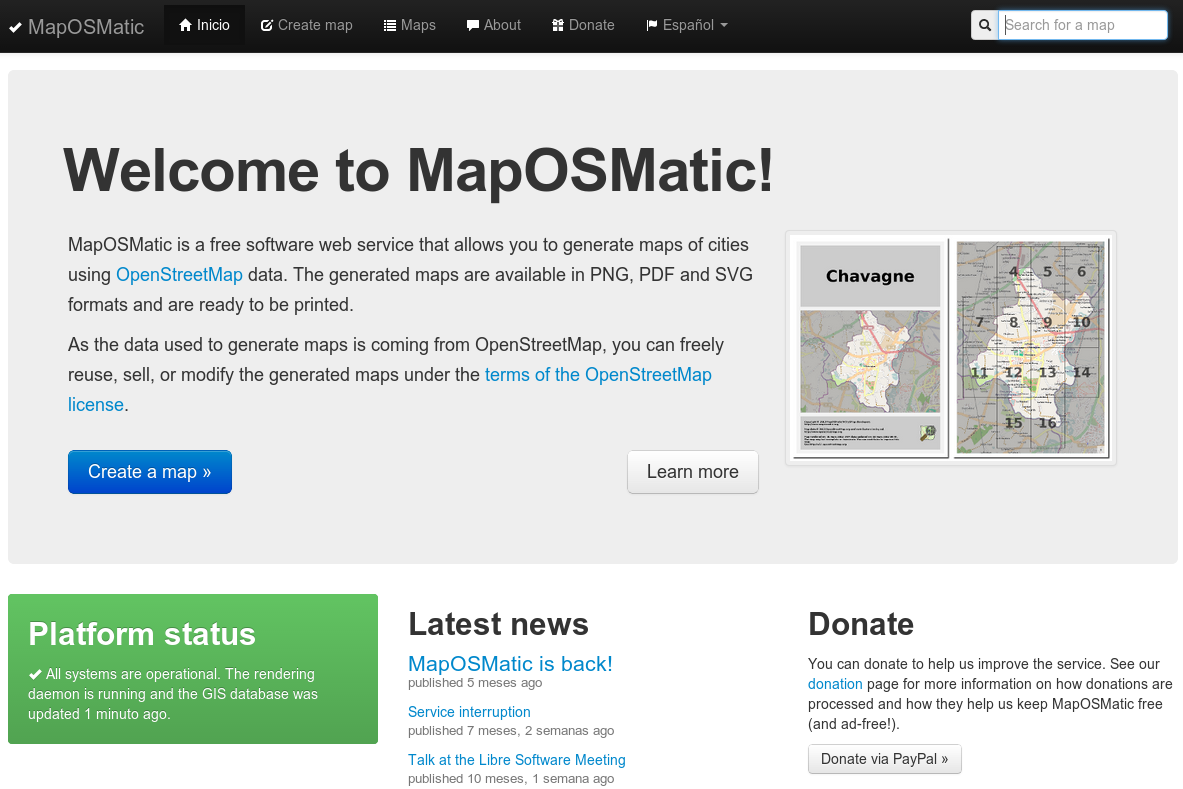 MapOSMatic Inicio Create map Maps About Donate Español Search for a map
Welcome to MapOSMatic!
MapOSMatic is a free software web service that allows you to generate maps of cities
using OpenStreetMap data. The generated maps are available in PNG, PDF and SVG
formats and are ready to be printed.
As the data used to generate maps is coming from OpenStreetMap, you can freely
reuse, sell, or modify the generated maps under the terms of the OpenStreetMap
license.
Create a map »
Learn more
Chavagne
4 5 6
7 8 9 10
11 12 13 14
15 16
Platform status
All systems are operational. The rendering
daemon is running and the GIS database was
updated 1 minuto ago.
Latest news
MapOSMatic is back!
published 5 meses ago
Service interruption
published 7 meses, 2 semanas ago
Talk at the Libre Software Meeting
published 10 meses, 1 semana ago
Donate
You can donate to help us improve the service. See our
donation page for more information on how donations are
processed and how they help us keep MapOSMatic free
(and ad-free!).
Donate via PayPal »